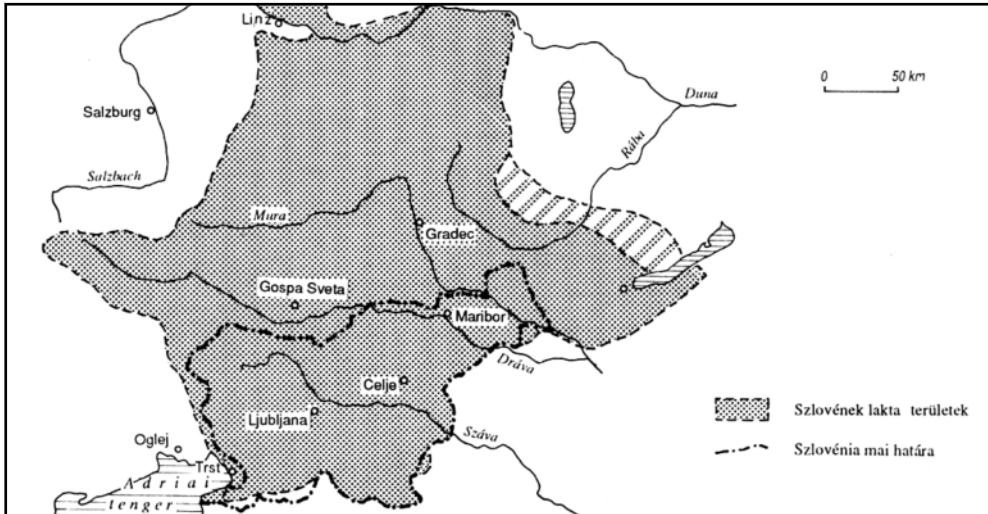 Linz
0 50 km
Duna
Salzburg
Rába
Salzbach
Mura
Gradec
Gospa Sveta
Maribor
Dráva
Celje
Ljubljana
Szlovének lakta területek
Száva
Oglej
Szlovénia mai határa
Trst
Adriai
tenger